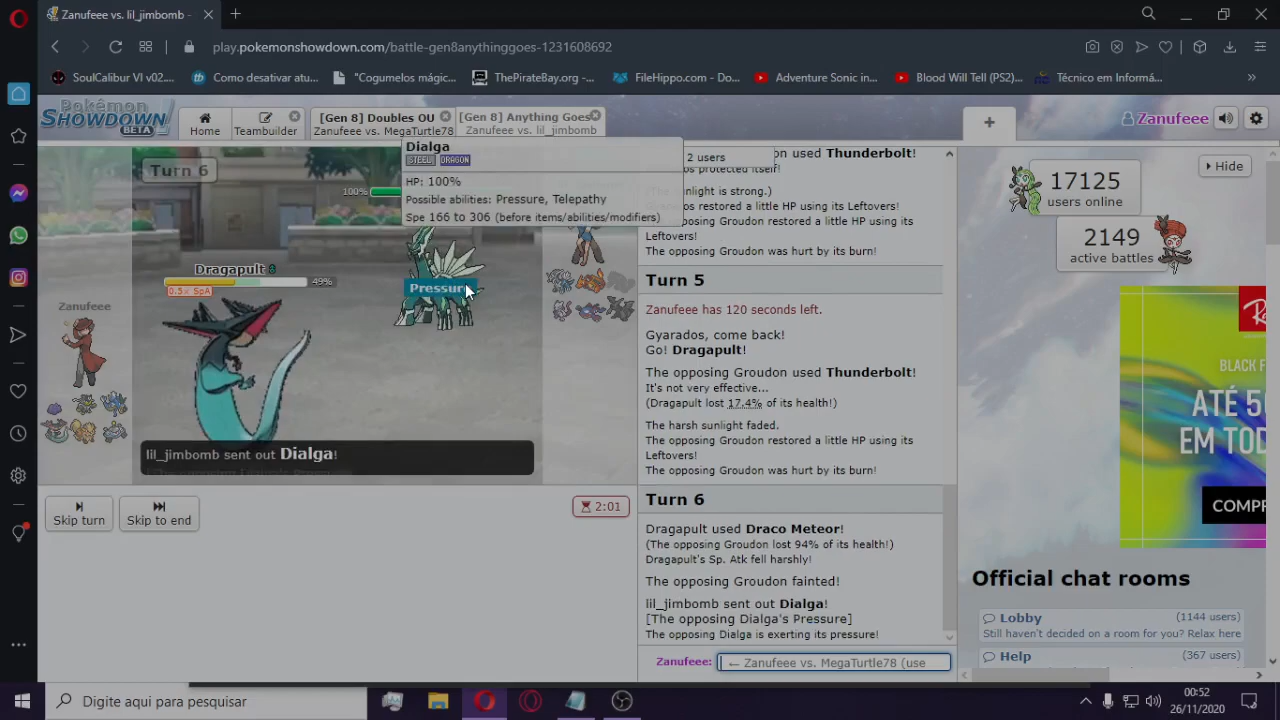 Zanufeee vs. lil_jimbomb -
play.pokemonshowdown.com/battle-gen8anythinggoes-1231608692
SoulCalibur VI v02....
Como desativar atu...
"Cogumelos mágic...
ThePirateBay.org -...
FileHippo.com - Do...
Adventure Sonic in...
Blood Will Tell (PS2)...
Técnico em Informá...
»
Pokémon
SHOWDOWN
BETA
Home
Teambuilder
[Gen 8] Doubles OU
Zanufeee vs. MegaTurtle78
[Gen 8] Anything Goes
Zanufeee vs. lil_jimbomb
+
Zanufeee
Turn 6
Dialga
STEEL DRAGON
HP: 100%
Possible abilities: Pressure, Telepathy
Spe 166 to 306 (before items/abilities/modifiers)
100%
Dragapult
49%
0.5× SpA
Pressure
Zanufeee
lil_jimbomb sent out Dialga!
Skip turn
Skip to end
2:01
2 users
on used Thunderbolt!
os protected itself!
nlight is strong.)
oudon restored a little HP using its Leftovers!
pposing Groudon restored a little HP using its
Leftovers!
The opposing Groudon was hurt by its burn!
Turn 5
Zanufeee has 120 seconds left.
Gyarados, come back!
Go! Dragapult!
The opposing Groudon used Thunderbolt!
It's not very effective...
(Dragapult lost 17.4% of its health!)
The harsh sunlight faded.
The opposing Groudon restored a little HP using its
Leftovers!
The opposing Groudon was hurt by its burn!
Turn 6
Dragapult used Draco Meteor!
(The opposing Groudon lost 94% of its health!)
Dragapult's Sp. Atk fell harshly!
The opposing Groudon fainted!
lil_jimbomb sent out Dialga!
[The opposing Dialga's Pressure]
The opposing Dialga is exerting its pressure!
Zanufeee:
← Zanufeee vs. MegaTurtle78 (use
Hide
17125
users online
2149
active battles
BLACK F
ATÉ 50
EM TOD
COMPR
Official chat rooms
Lobby
(1144 users)
Still haven't decided on a room for you? Relax here
Help
(367 users)
Digite aqui para pesquisar
00:52
26/11/2020